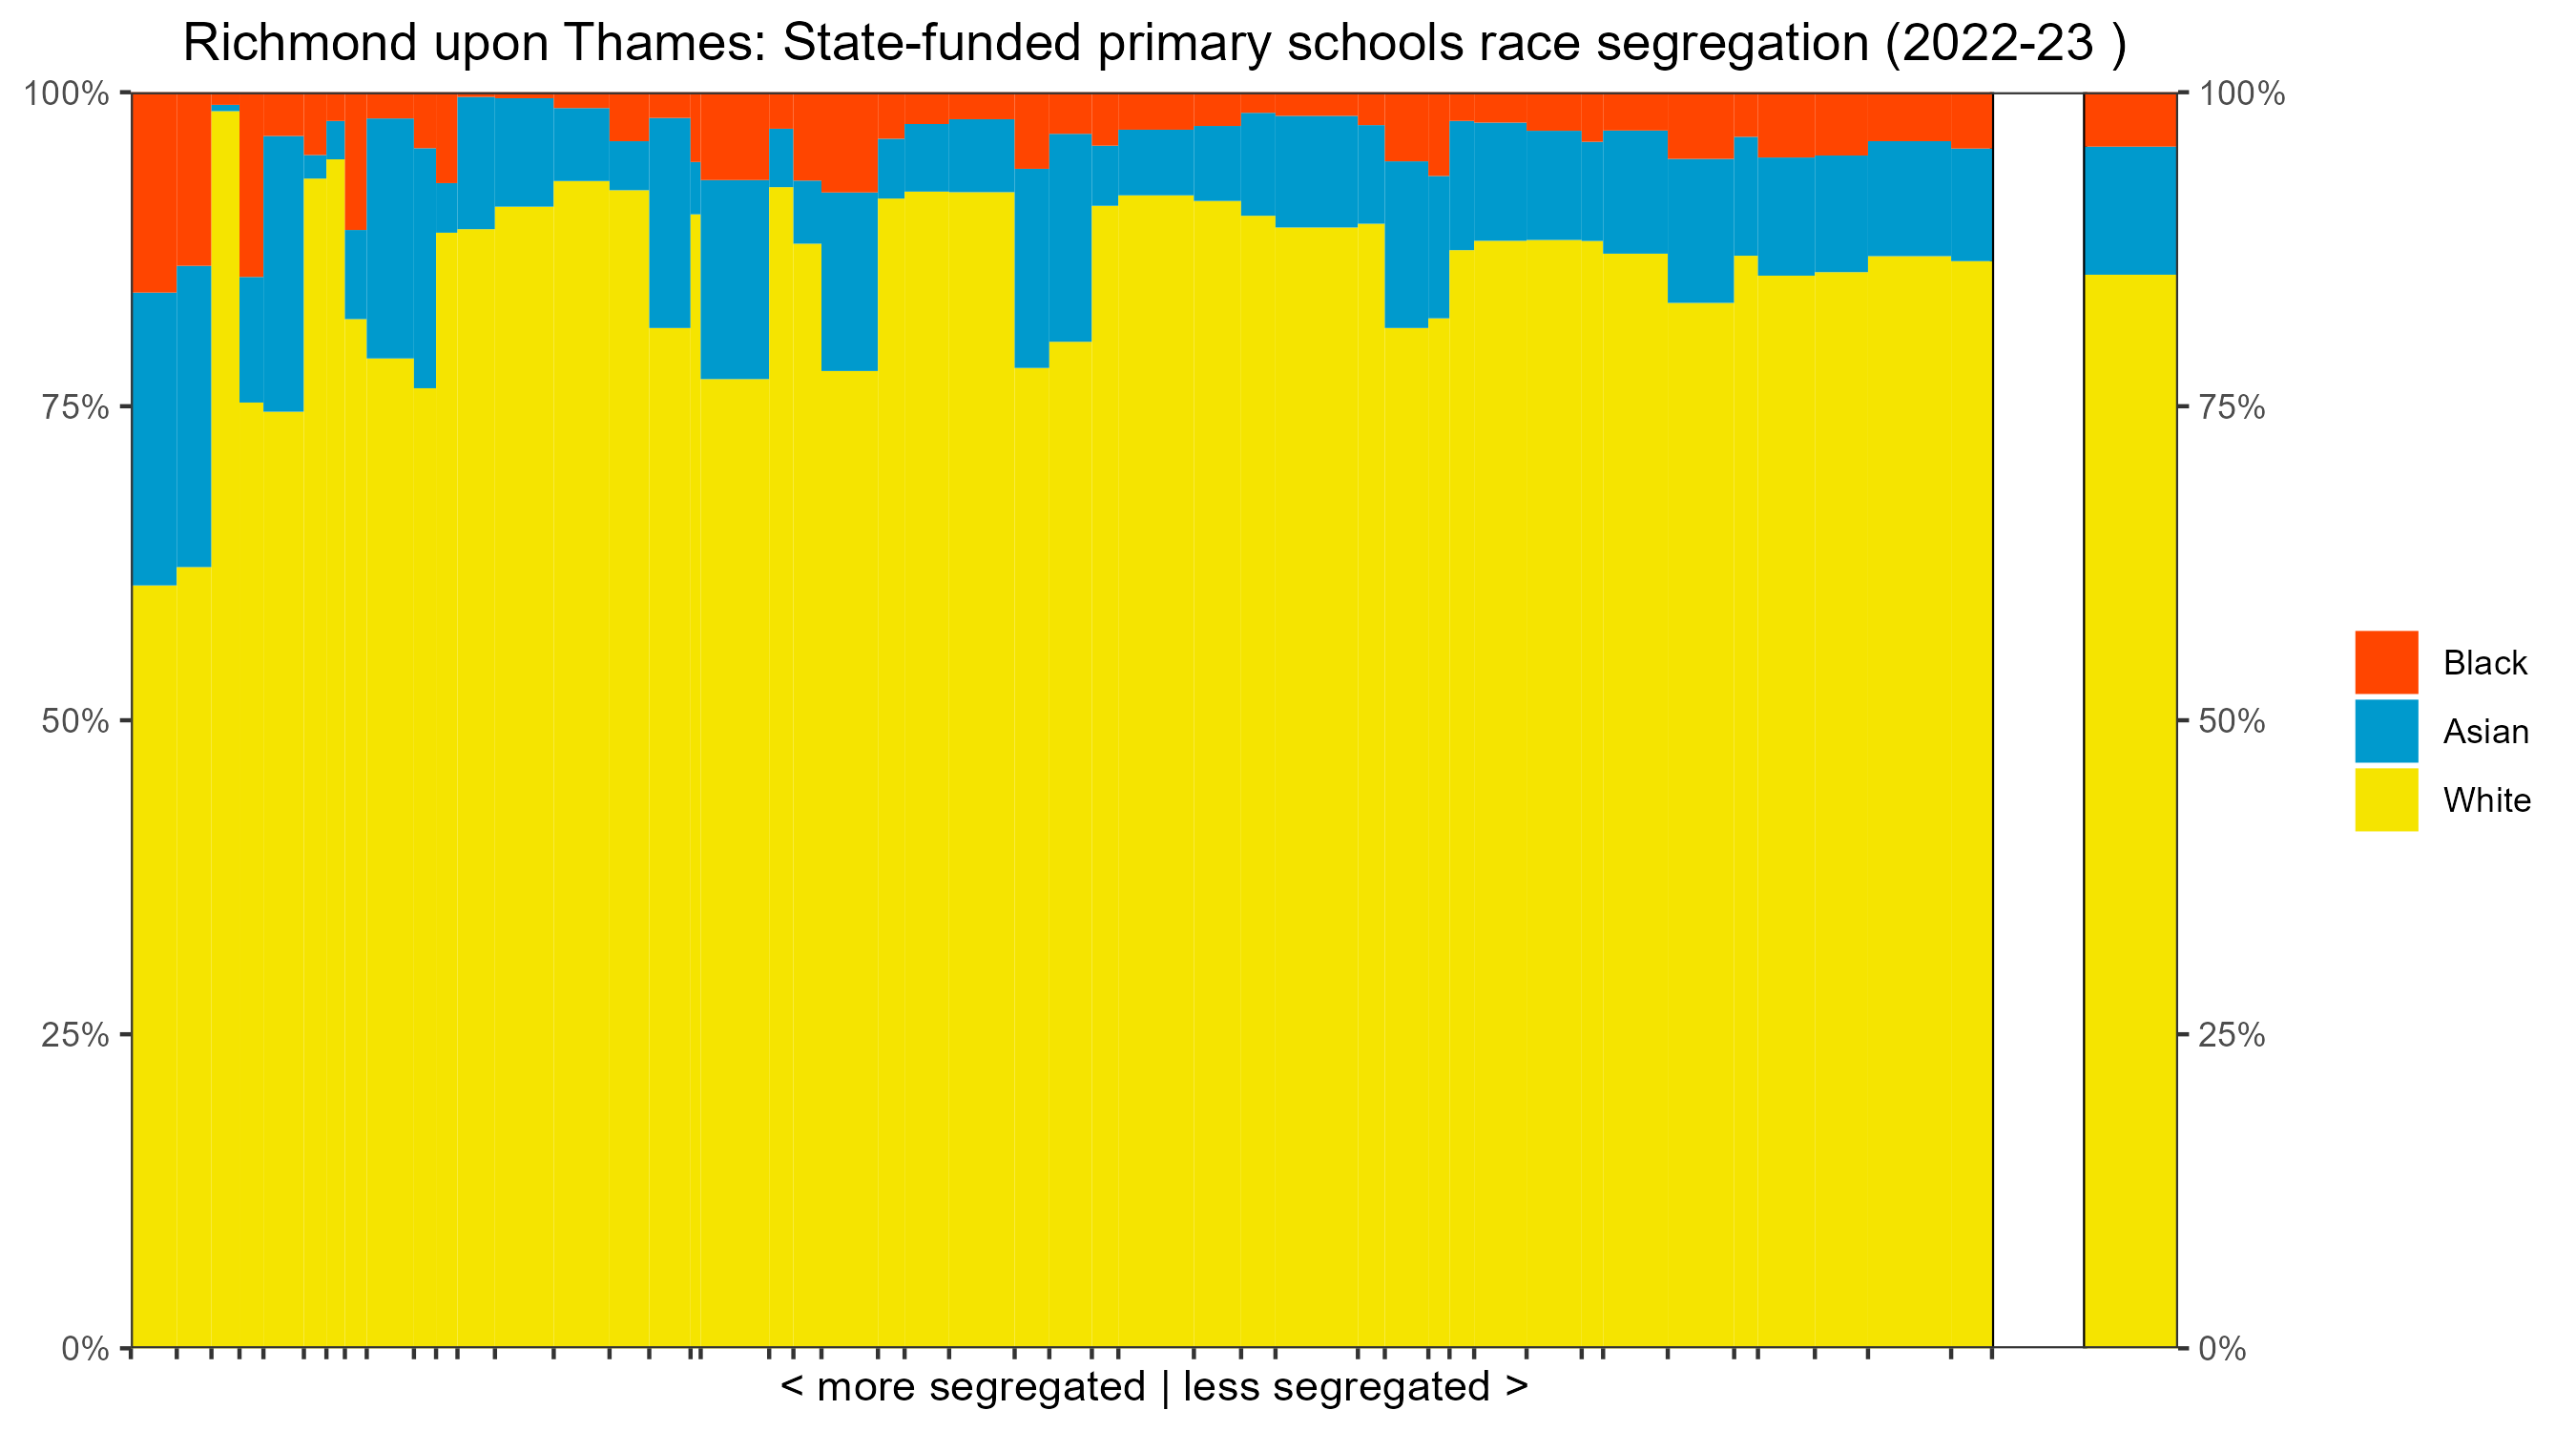 Richmond upon Thames: State-funded primary schools race segregation (2022-23 )
100%
75%
50%
25%
0%
100%
75%
50%
25%
0%
Black
Asian
White
< more segregated | less segregated >